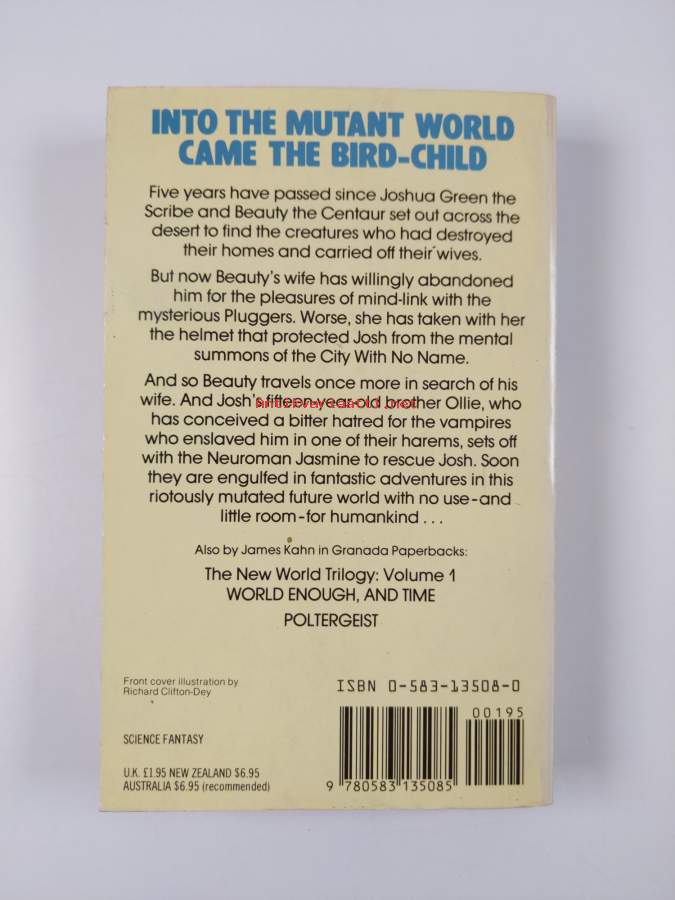 INTO THE MUTANT WORLD
CAME THE BIRD-CHILD
Five years have passed since Joshua Green the
Scribe and Beauty the Centaur set out across the
desert to find the creatures who had destroyed
their homes and carried off their wives.
But now Beauty's wife has willingly abandoned
him for the pleasures of mind-link with the
mysterious Pluggers. Worse, she has taken with her
the helmet that protected Josh from the mental
summons of the City With No Name.
And so Beauty travels once more in search of his
wife. And Josh's fifteen-year-old brother Ollie, who
has conceived a bitter hatred for the vampires
who enslaved him in one of their harems, sets off
with the Neuroman Jasmine to rescue Josh. Soon
they are engulfed in fantastic adventures in this
riotously mutated future world with no use-and
little room-for humankind . . .
Also by James Kahn in Granada Paperbacks:
The New World Trilogy: Volume 1
WORLD ENOUGH, AND TIME
POLTERGEIST
Front cover illustration by
Richard Clifton-Dey
SCIENCE FANTASY
U.K. £1.95 NEW ZEALAND $6.95
AUSTRALIA $6.95 (recommended)
ISBN 0-583-13508-0
00195
9 780583 135085